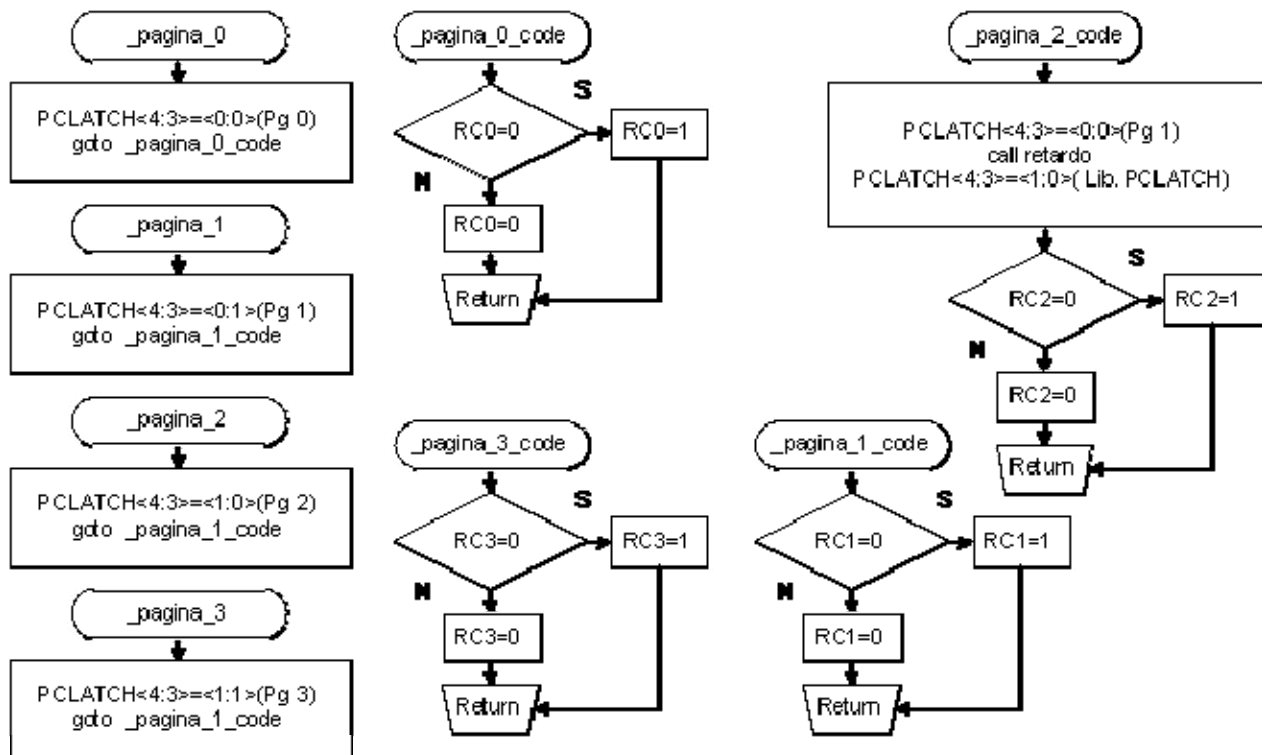 _pagina_0
PCLATCH<4:3>=<0:0>(Pg 0)
goto _pagina_0_code
_pagina_1
PCLATCH<4:3>=<0:1>(Pg 1)
goto _pagina_1_code
_pagina_2
PCLATCH<4:3>=<1:0>(Pg 2)
goto _pagina_1_code
_pagina_3
PCLATCH<4:3>=<1:1>(Pg 3)
goto _pagina_1_code
_pagina_0_code
S
RC0=0
RC0=1
N
RC0=0
Return
_pagina_3_code
S
RC3=0
RC3=1
N
RC3=0
Return
_pagina_1_code
S
RC1=0
RC1=1
N
RC1=0
Return
_pagina_2_code
PCLATCH<4:3>=<0:0>(Pg 1)
call retardo
PCLATCH<4:3>=<1:0>( Lib. PCLATCH)
S
RC2=0
RC2=1
N
RC2=0
Return